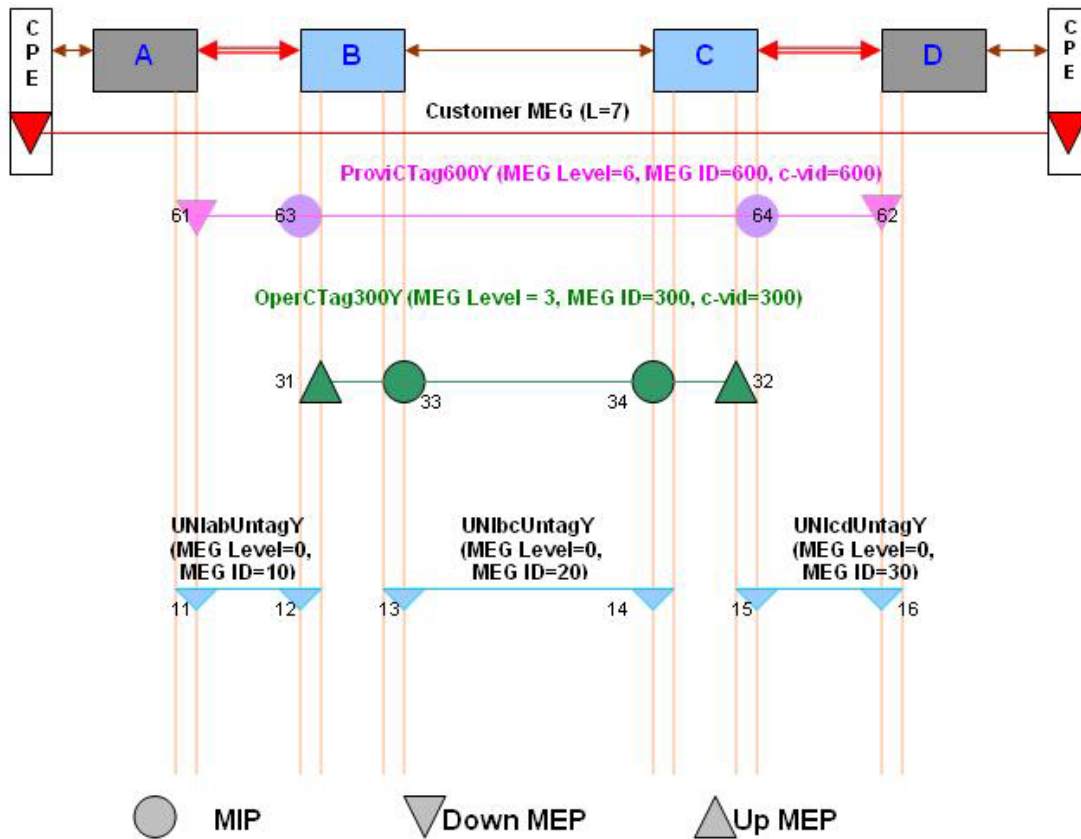 C
P
E
A
B
C
D
C
P
E
Customer MEG (L=7)
ProviCTag600Y (MEG Level=6, MEG ID=600, c-vid=600)
61
63
64
62
OperCTag300Y (MEG Level = 3, MEG ID=300, c-vid=300)
31
33
34
32
UNIabUntagY
(MEG Level=0,
MEG ID=10)
UNIbcUntagY
(MEG Level=0,
MEG ID=20)
UNIcdUntagY
(MEG Level=0,
MEG ID=30)
11
12
13
14
15
16
MIP
Down MEP
Up MEP